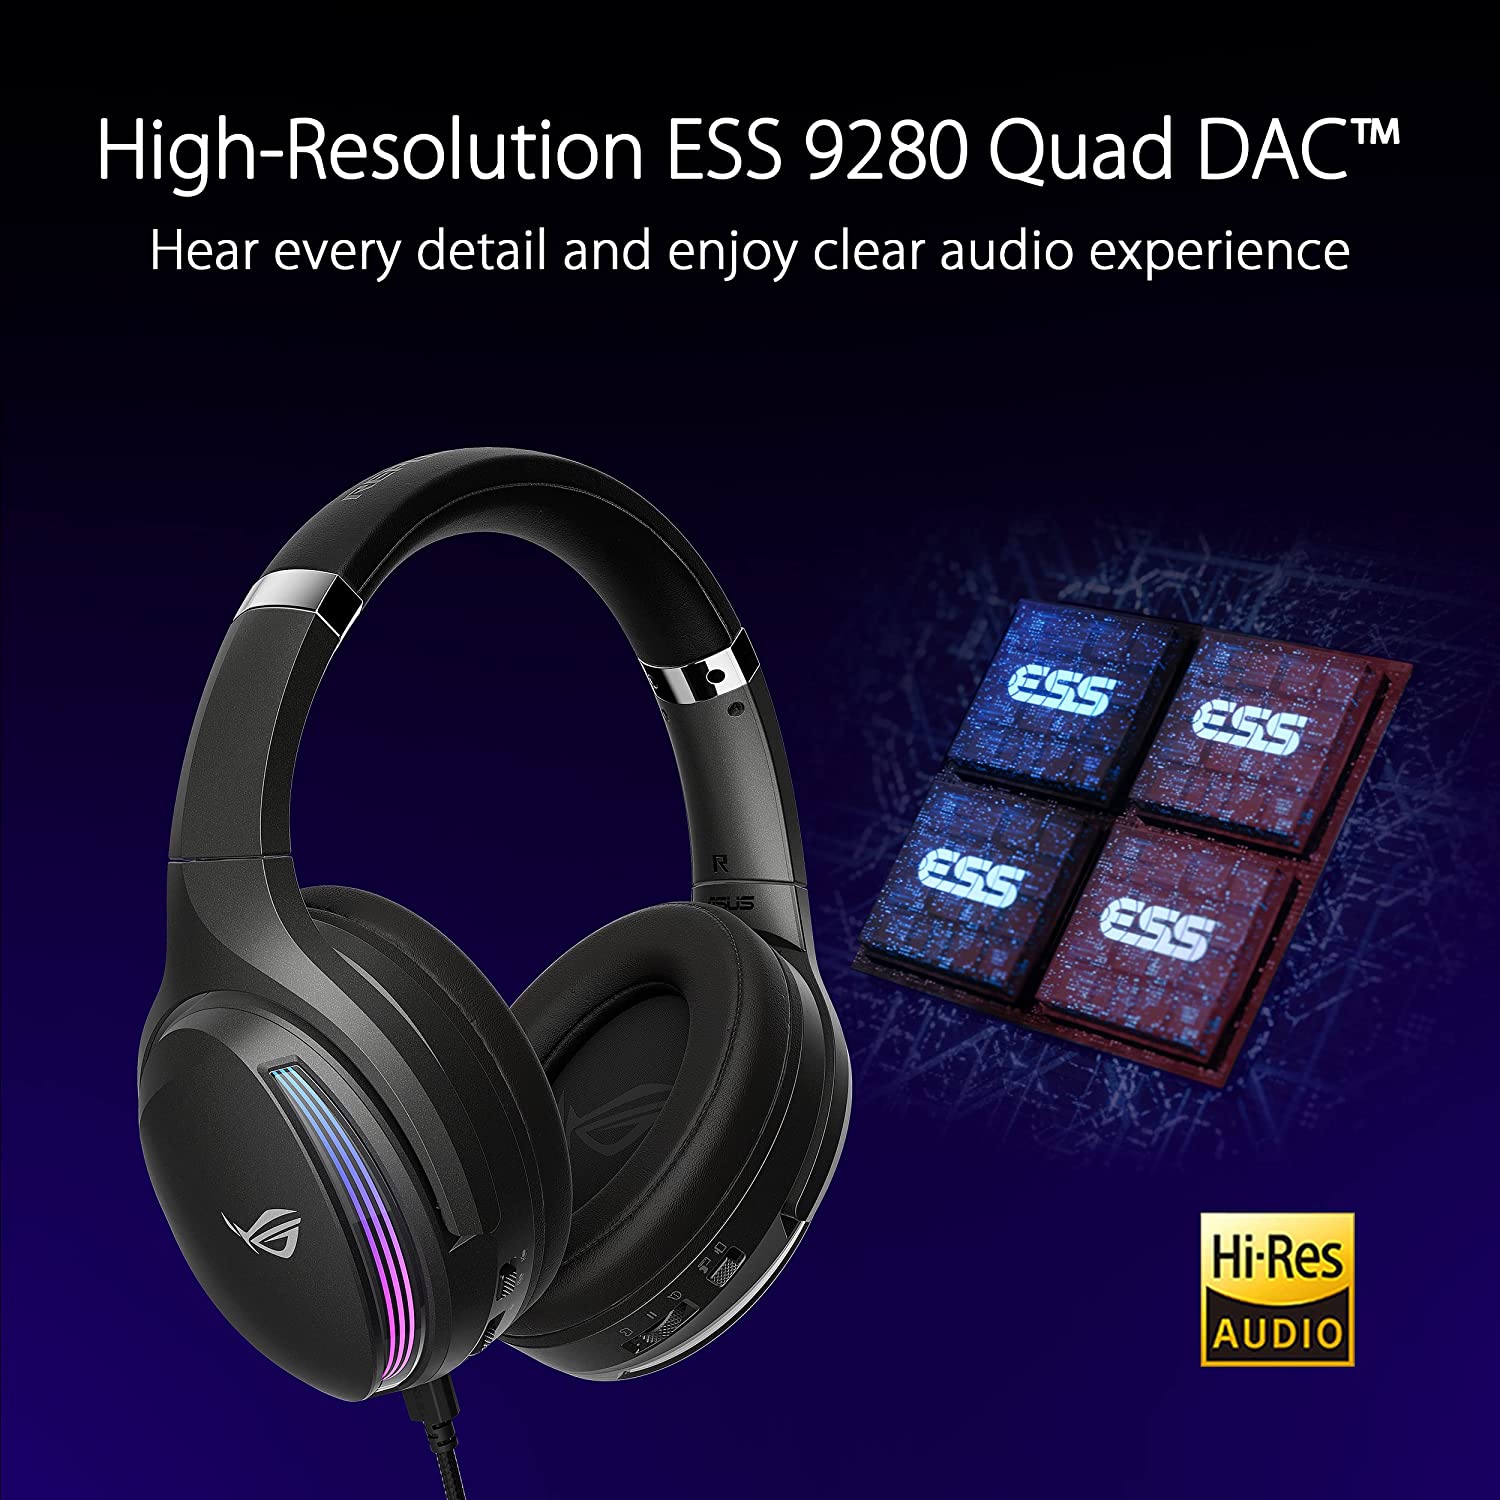 High-Resolution ESS 9280 Quad DAC™
Hear every detail and enjoy clear audio experience
ESS
ESS
ESS
ESS
R
ASUS
Hi-Res
AUDIO